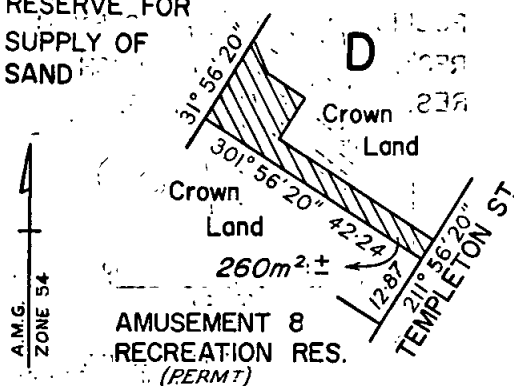 RESERVE FOR
SUPPLY OF
SAND
D
31° 56' 20"
Crown
Land
301° 56' 20" 42·24
Crown
Land
260m² ±
12·87
211° 56' 20"
TEMPLETON ST.
A.M.G.
ZONE 54
AMUSEMENT &
RECREATION RES.
(PERMT)